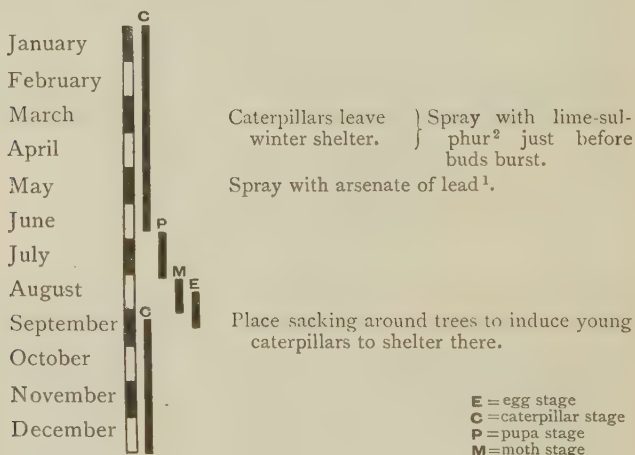 C
January
February
March
Caterpillars leave } Spray with lime-sul-
winter shelter. } phur² just before
buds burst.
April
May
Spray with arsenate of lead¹.
June
P
July
M
E
August
C
September
Place sacking around trees to induce young
caterpillars to shelter there.
October
November
December
E = egg stage
C = caterpillar stage
P = pupa stage
M = moth stage